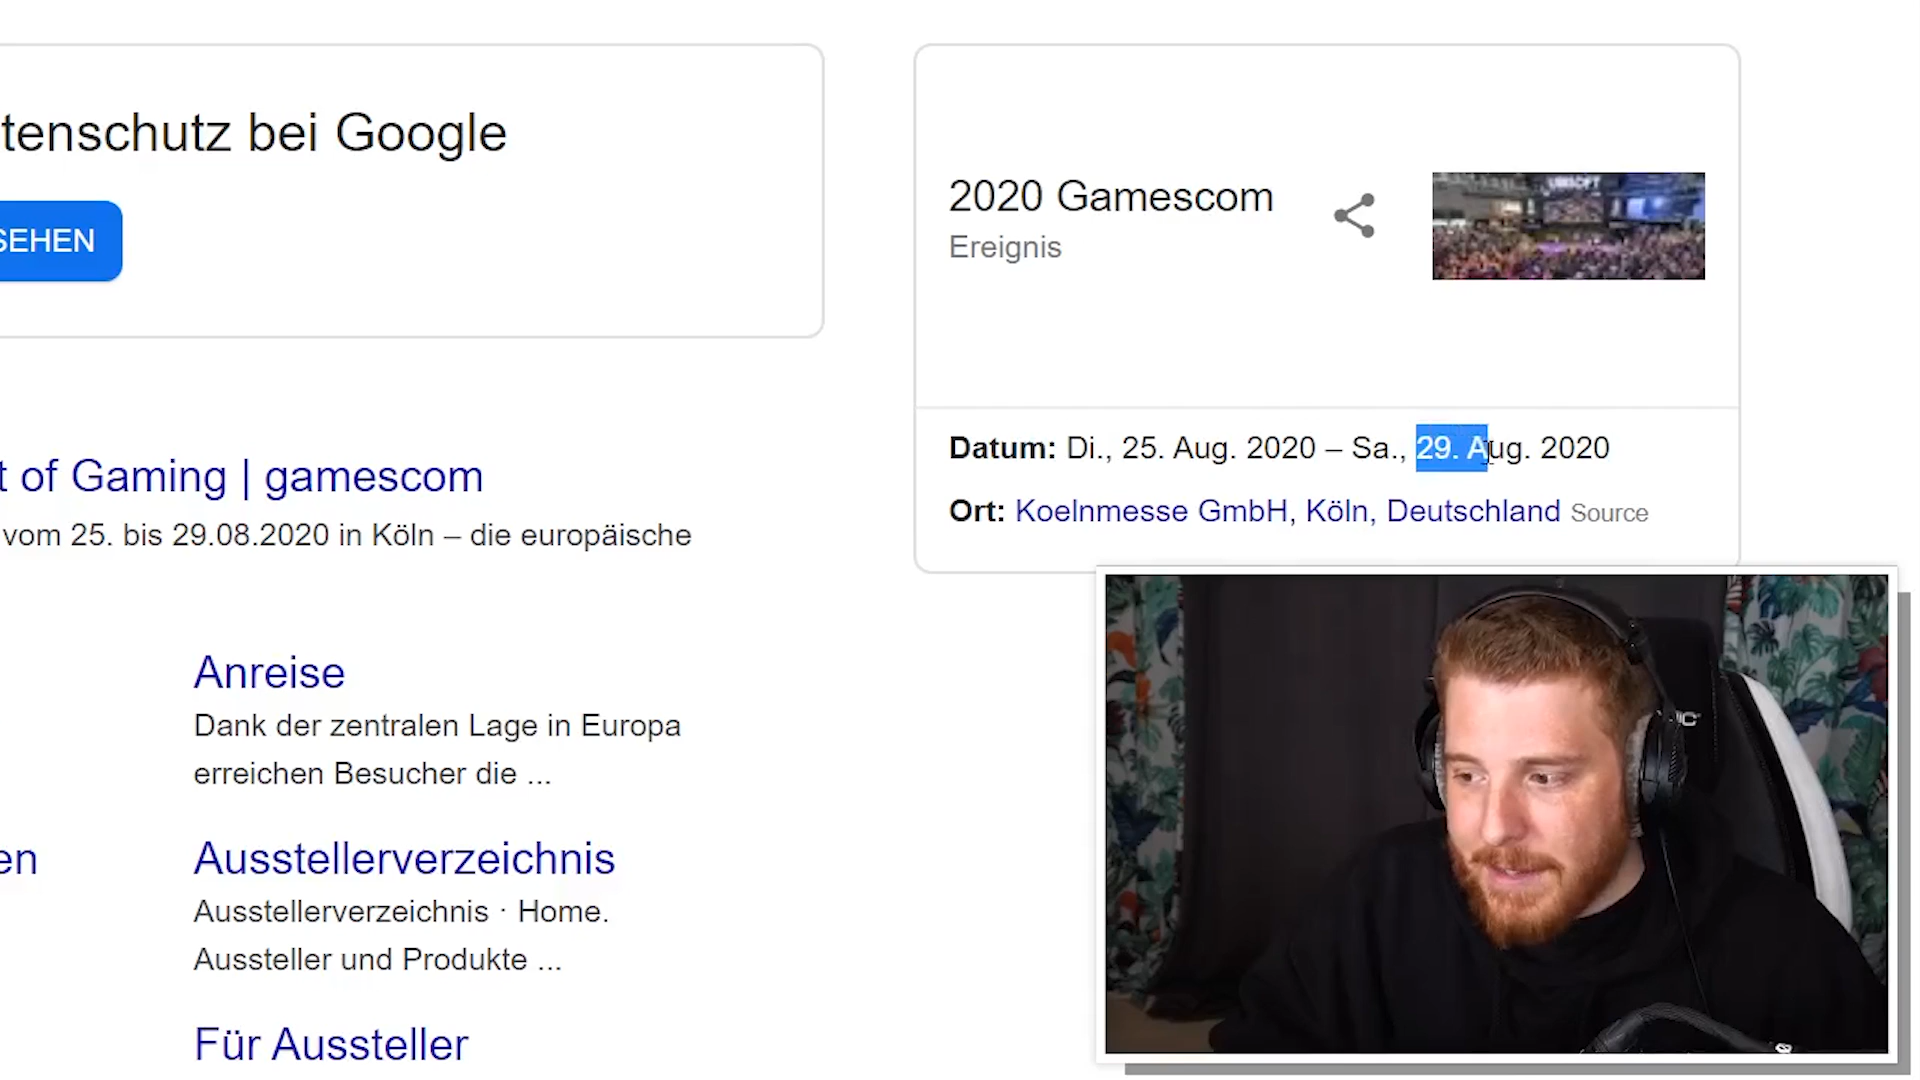 tenschutz bei Google
SEHEN
t of Gaming | gamescom
vom 25. bis 29.08.2020 in Köln – die europäische
Anreise
Dank der zentralen Lage in Europa
erreichen Besucher die ...
en
Ausstellerverzeichnis
Ausstellerverzeichnis · Home.
Aussteller und Produkte ...
Für Aussteller
2020 Gamescom
Ereignis
UBISOFT
Datum: Di., 25. Aug. 2020 – Sa., 29. Aug. 2020
Ort: Koelnmesse GmbH, Köln, Deutschland Source